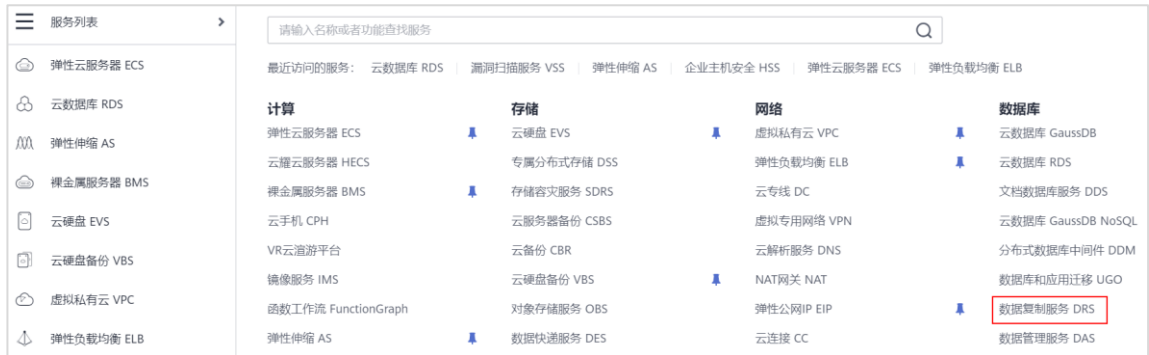 服务列表
弹性云服务器 ECS
云数据库 RDS
弹性伸缩 AS
裸金属服务器 BMS
云硬盘 EVS
云硬盘备份 VBS
虚拟私有云 VPC
弹性负载均衡 ELB
请输入名称或者功能查找服务
最近访问的服务： 云数据库 RDS 漏洞扫描服务 VSS 弹性伸缩 AS 企业主机安全 HSS 弹性云服务器 ECS 弹性负载均衡 ELB
计算
弹性云服务器 ECS
云耀云服务器 HECS
裸金属服务器 BMS
云手机 CPH
VR云渲游平台
镜像服务 IMS
函数工作流 FunctionGraph
弹性伸缩 AS
存储
云硬盘 EVS
专属分布式存储 DSS
存储容灾服务 SDRS
云服务器备份 CSBS
云备份 CBR
云硬盘备份 VBS
对象存储服务 OBS
数据快递服务 DES
网络
虚拟私有云 VPC
弹性负载均衡 ELB
云专线 DC
虚拟专用网络 VPN
云解析服务 DNS
NAT网关 NAT
弹性公网IP EIP
云连接 CC
数据库
云数据库 GaussDB
云数据库 RDS
文档数据库服务 DDS
云数据库 GaussDB NoSQL
分布式数据库中间件 DDM
数据库和应用迁移 UGO
数据复制服务 DRS
数据管理服务 DAS